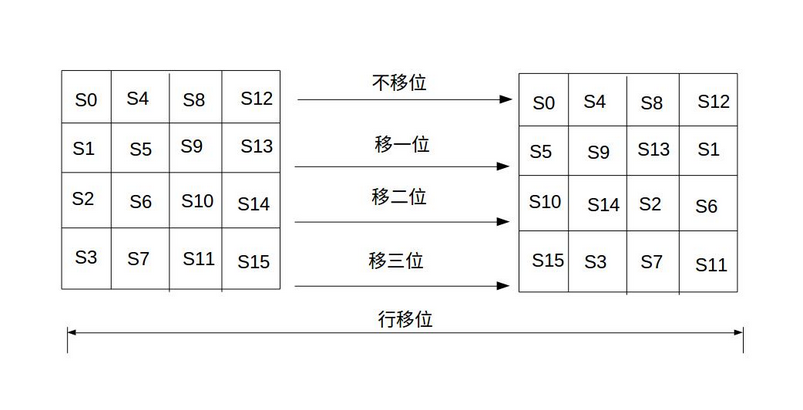 S0 S4 S8 S12 不移位 S0 S4 S8 S12
S1 S5 S9 S13 移一位 S5 S9 S13 S1
S2 S6 S10 S14 移二位 S10 S14 S2 S6
S3 S7 S11 S15 移三位 S15 S3 S7 S11
行移位